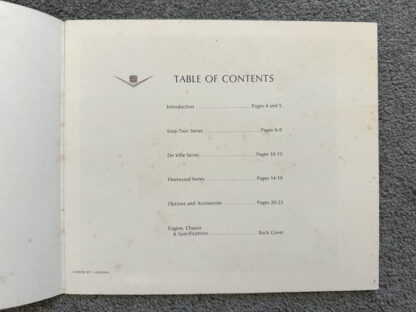 TABLE OF CONTENTS
Introduction . . . . . . . . . . . . . . . . . . . . Pages 4 and 5
Sixty-Two Series . . . . . . . . . . . . . . . . . . . . Pages 6-9
De Ville Series . . . . . . . . . . . . . . . . . . . . Pages 10-13
Fleetwood Series . . . . . . . . . . . . . . . . . . Pages 14-19
Options and Accessories . . . . . . . . . . . . Pages 20-23
Engine, Chassis
& Specifications . . . . . . . . . . . . . . . . . Back Cover